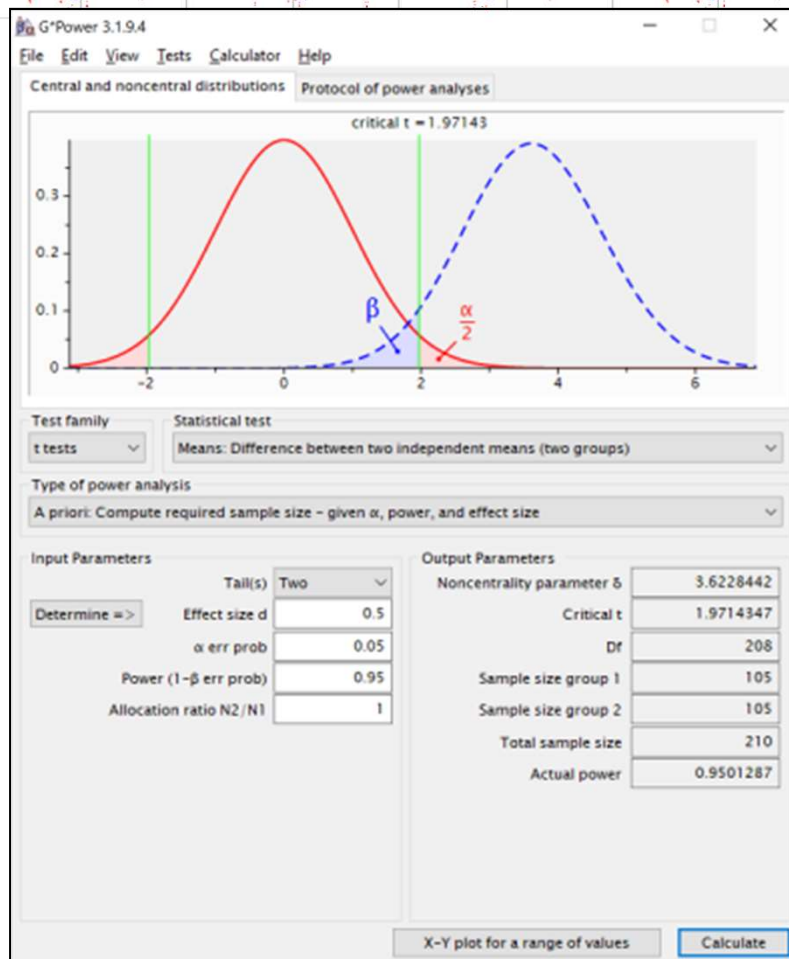 G*Power 3.1.9.4
File Edit View Tests Calculator Help
Central and noncentral distributions Protocol of power analyses
critical t = 1.97143
0.3
0.2
0.1
0
β
α
2
-2 0 2 4 6
Test family Statistical test
t tests Means: Difference between two independent means (two groups)
Type of power analysis
A priori: Compute required sample size - given α, power, and effect size
Input Parameters Output Parameters
Tail(s) Two Noncentrality parameter δ 3.6228442
Determine => Effect size d 0.5 Critical t 1.9714347
α err prob 0.05 Df 208
Power (1-β err prob) 0.95 Sample size group 1 105
Allocation ratio N2/N1 1 Sample size group 2 105
Total sample size 210
Actual power 0.9501287
X-Y plot for a range of values Calculate